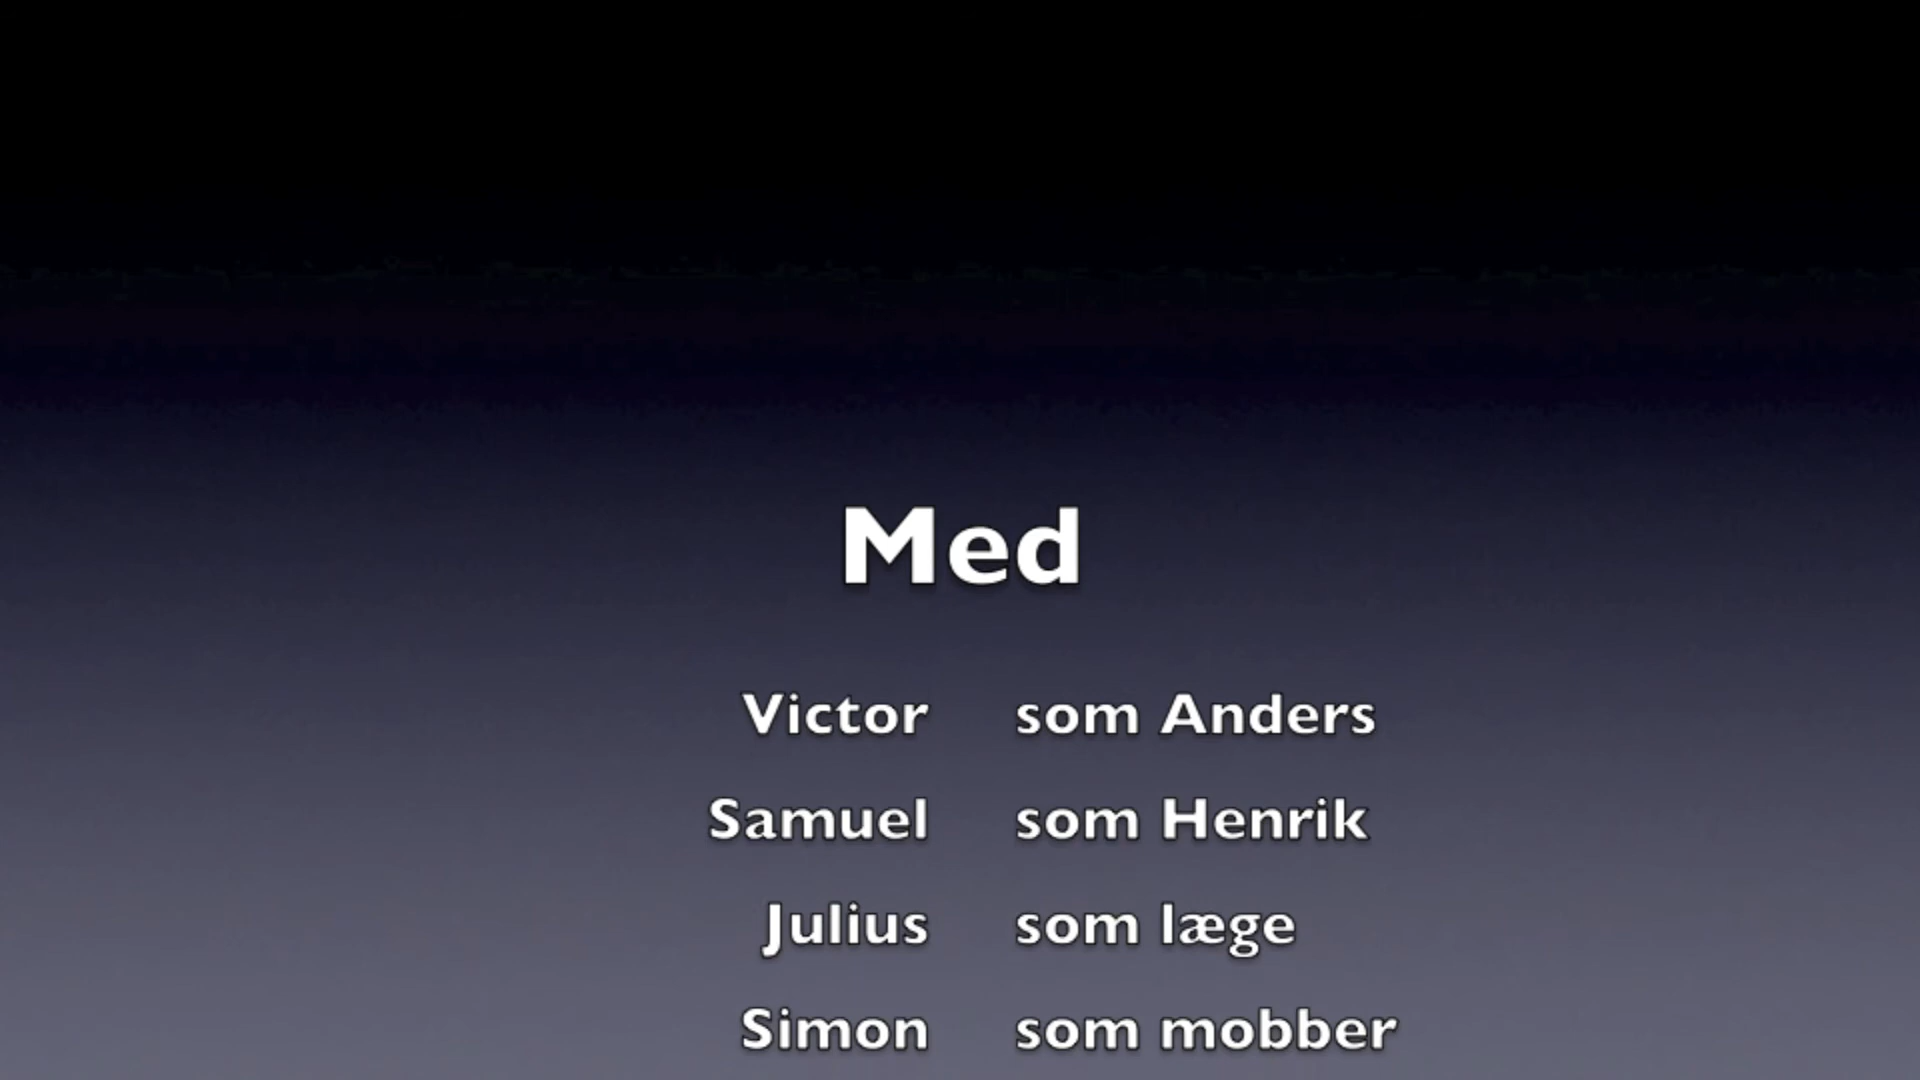 Med
Victor som Anders
Samuel som Henrik
Julius som læge
Simon som mobber